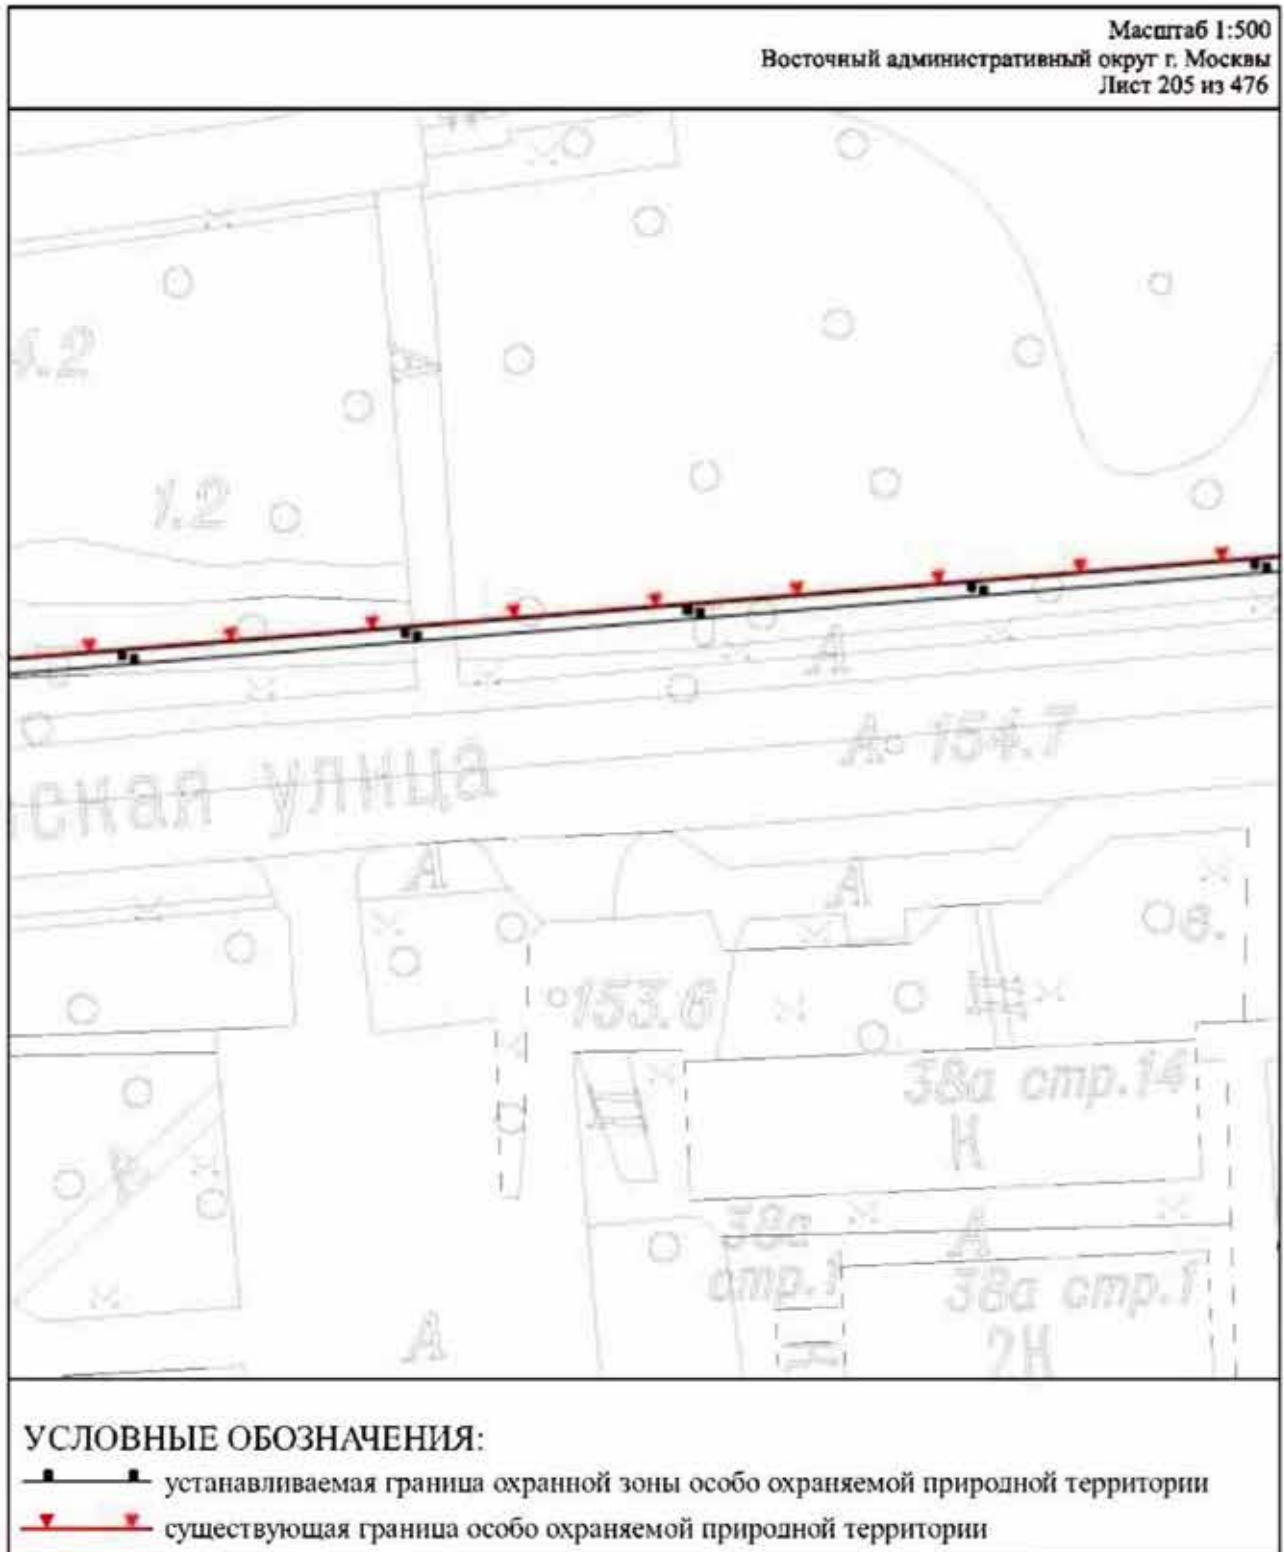 Масштаб 1:500
Восточный административный округ г. Москвы
Лист 205 из 476
1.2
А
А. 154.7
ская улица
А
А
в.
153.6
38а стр.14
Н
38а
стр.1
А
38а стр.1
2Н
А
УСЛОВНЫЕ ОБОЗНАЧЕНИЯ:
устанавливаемая граница охранной зоны особо охраняемой природной территории
существующая граница особо охраняемой природной территории